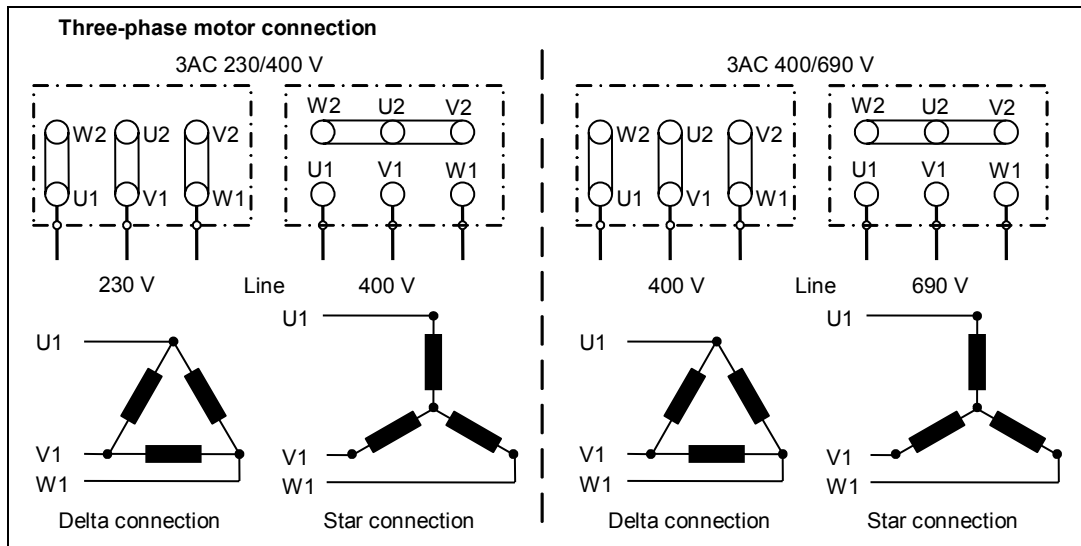 Three-phase motor connection
3AC 230/400 V
W2 U2 V2
U1 V1 W1
W2 U2 V2
U1 V1 W1
230 V Line 400 V
U1
V1
W1
Delta connection
U1
V1
W1
Star connection
3AC 400/690 V
W2 U2 V2
U1 V1 W1
W2 U2 V2
U1 V1 W1
400 V Line 690 V
U1
V1
W1
Delta connection
U1
V1
W1
Star connection